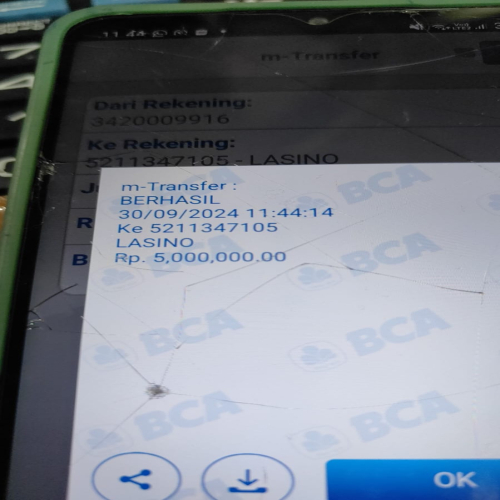 11 44
m-Transfer
Dari Rekening:
3420009916
Ke Rekening:
5211347105 - LASINO
m-Transfer :
BERHASIL
30/09/2024 11:44:14
Ke 5211347105
LASINO
Rp. 5,000,000.00
BCA
BCA
BCA
BCA
BCA
BCA
OK